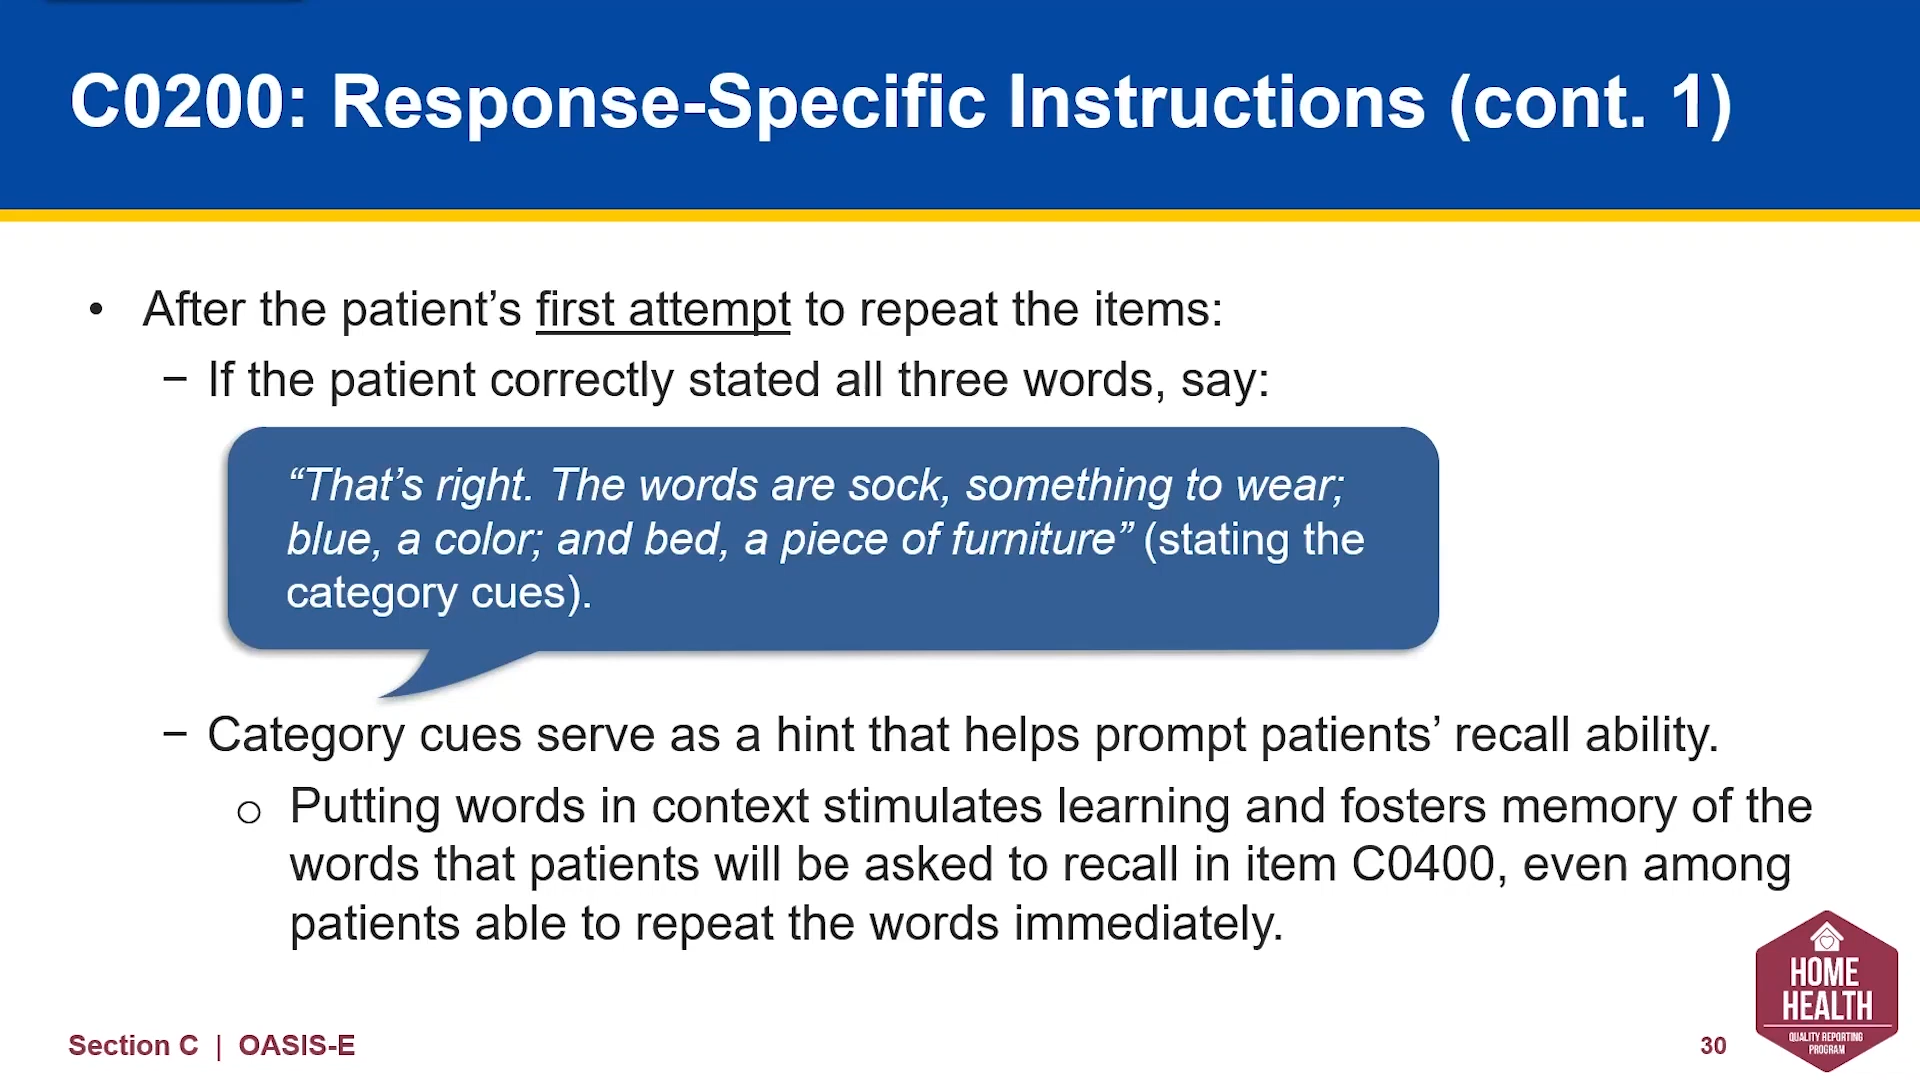 C0200: Response-Specific Instructions (cont. 1)
• After the patient’s first attempt to repeat the items:
− If the patient correctly stated all three words, say:
“That’s right. The words are sock, something to wear;
blue, a color; and bed, a piece of furniture” (stating the
category cues).
− Category cues serve as a hint that helps prompt patients’ recall ability.
o Putting words in context stimulates learning and fosters memory of the
words that patients will be asked to recall in item C0400, even among
patients able to repeat the words immediately.
HOME
HEALTH
QUALITY REPORTING
PROGRAM
Section C | OASIS-E
30